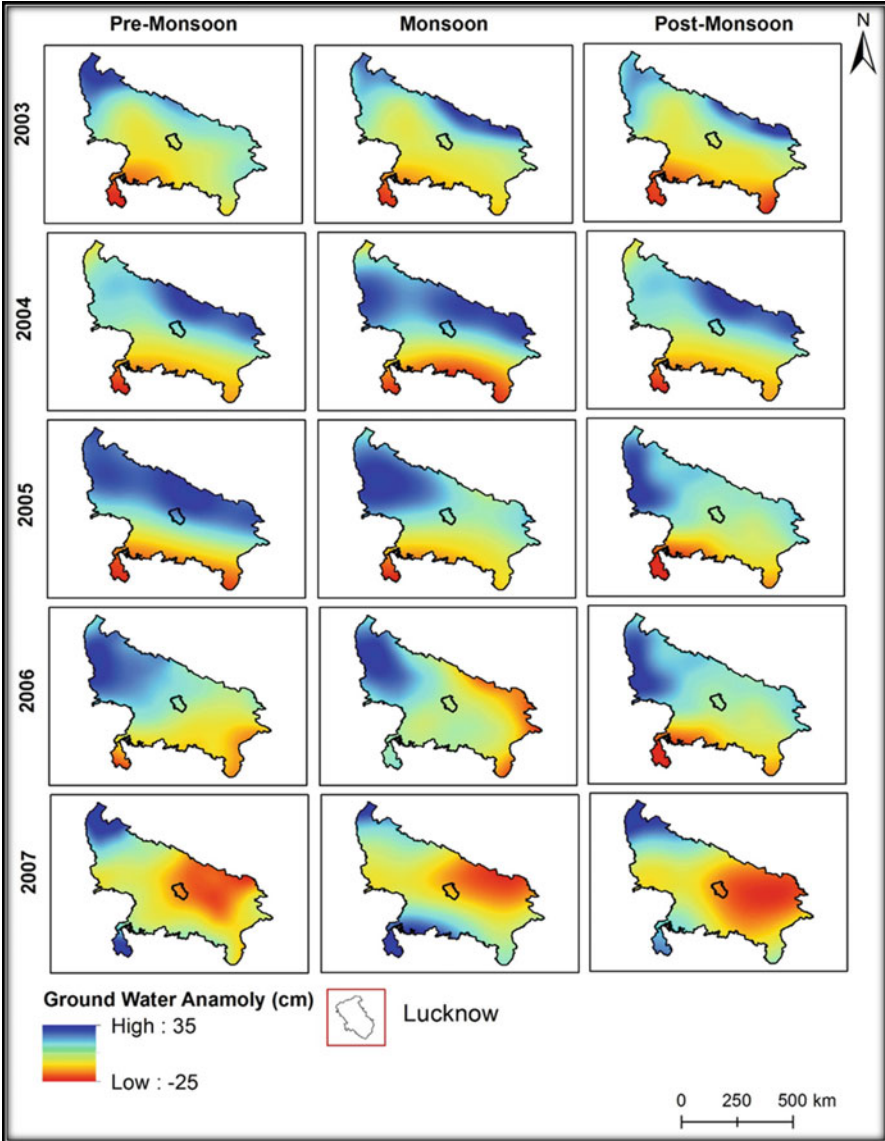 Pre-Monsoon Monsoon Post-Monsoon N
2003
2004
2005
2006
2007
Ground Water Anamoly (cm)
High : 35
Low : -25
Lucknow
0 250 500 km